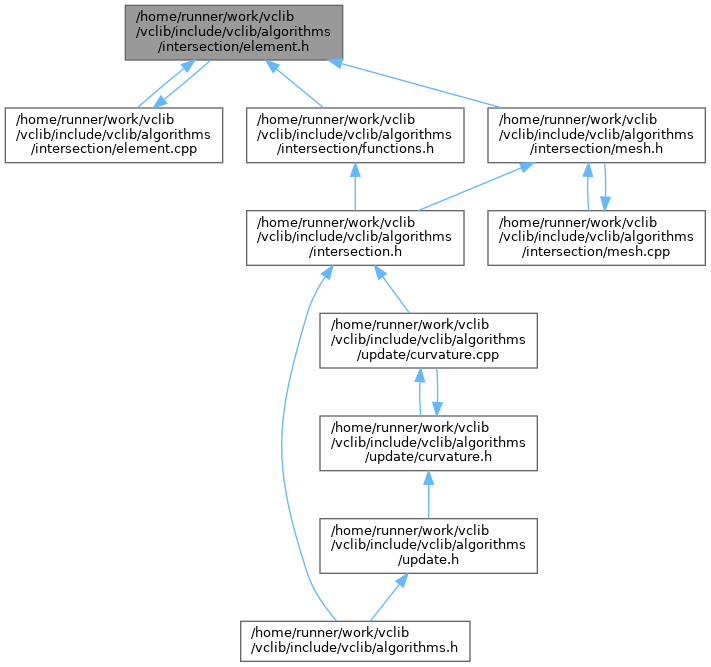 /home/runner/work/vclib
/vclib/include/vclib/algorithms
/intersection/element.h
/home/runner/work/vclib
/vclib/include/vclib/algorithms
/intersection/element.cpp
/home/runner/work/vclib
/vclib/include/vclib/algorithms
/intersection/functions.h
/home/runner/work/vclib
/vclib/include/vclib/algorithms
/intersection/mesh.h
/home/runner/work/vclib
/vclib/include/vclib/algorithms
/intersection.h
/home/runner/work/vclib
/vclib/include/vclib/algorithms
/intersection/mesh.cpp
/home/runner/work/vclib
/vclib/include/vclib/algorithms
/update/curvature.cpp
/home/runner/work/vclib
/vclib/include/vclib/algorithms
/update/curvature.h
/home/runner/work/vclib
/vclib/include/vclib/algorithms
/update.h
/home/runner/work/vclib
/vclib/include/vclib/algorithms.h